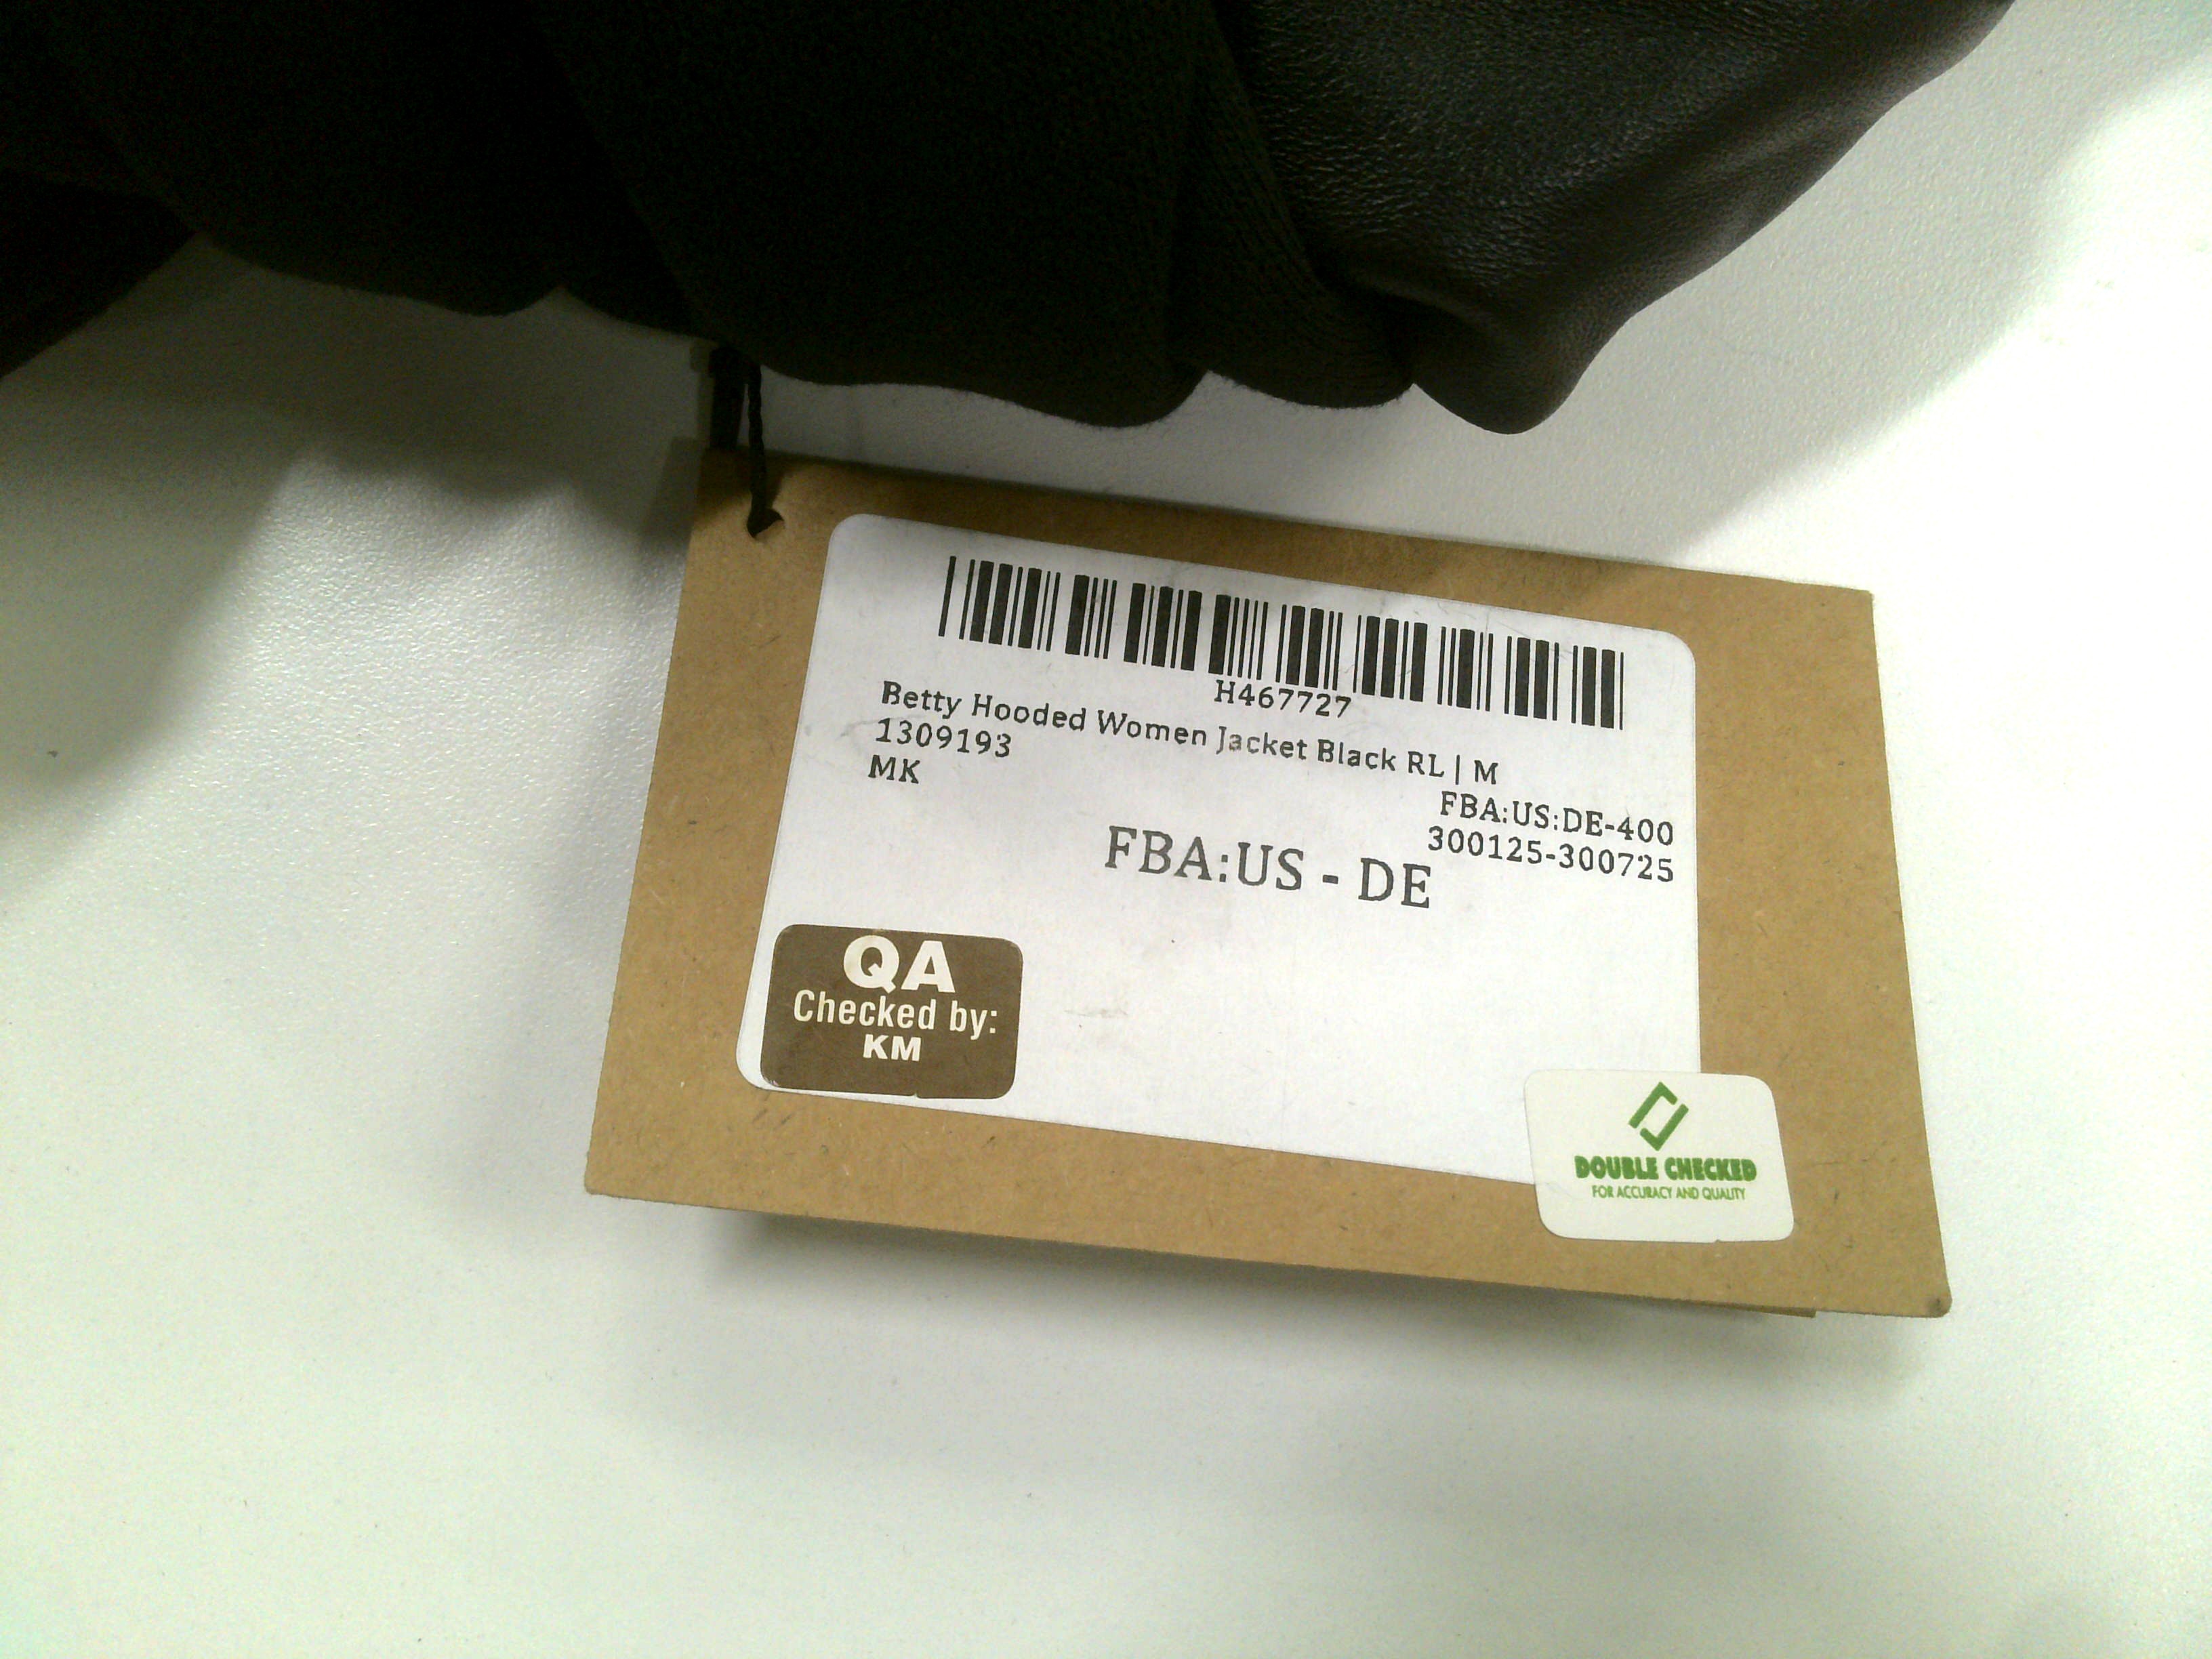 H467727
Betty Hooded Women Jacket Black RL | M
1309193
MK
FBA:US:DE-400
300125-300725
FBA:US - DE
QA
Checked by:
KM
DOUBLE CHECKED
FOR ACCURACY AND QUALITY